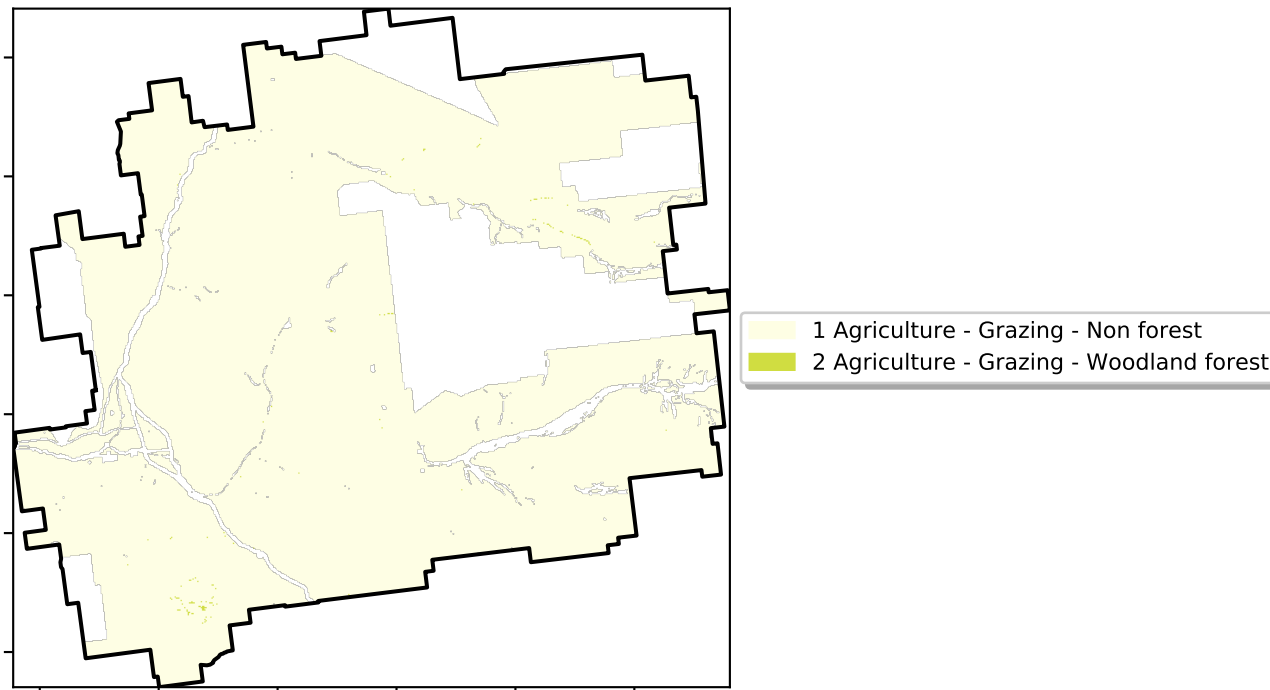 1 Agriculture - Grazing - Non forest
2 Agriculture - Grazing - Woodland forest